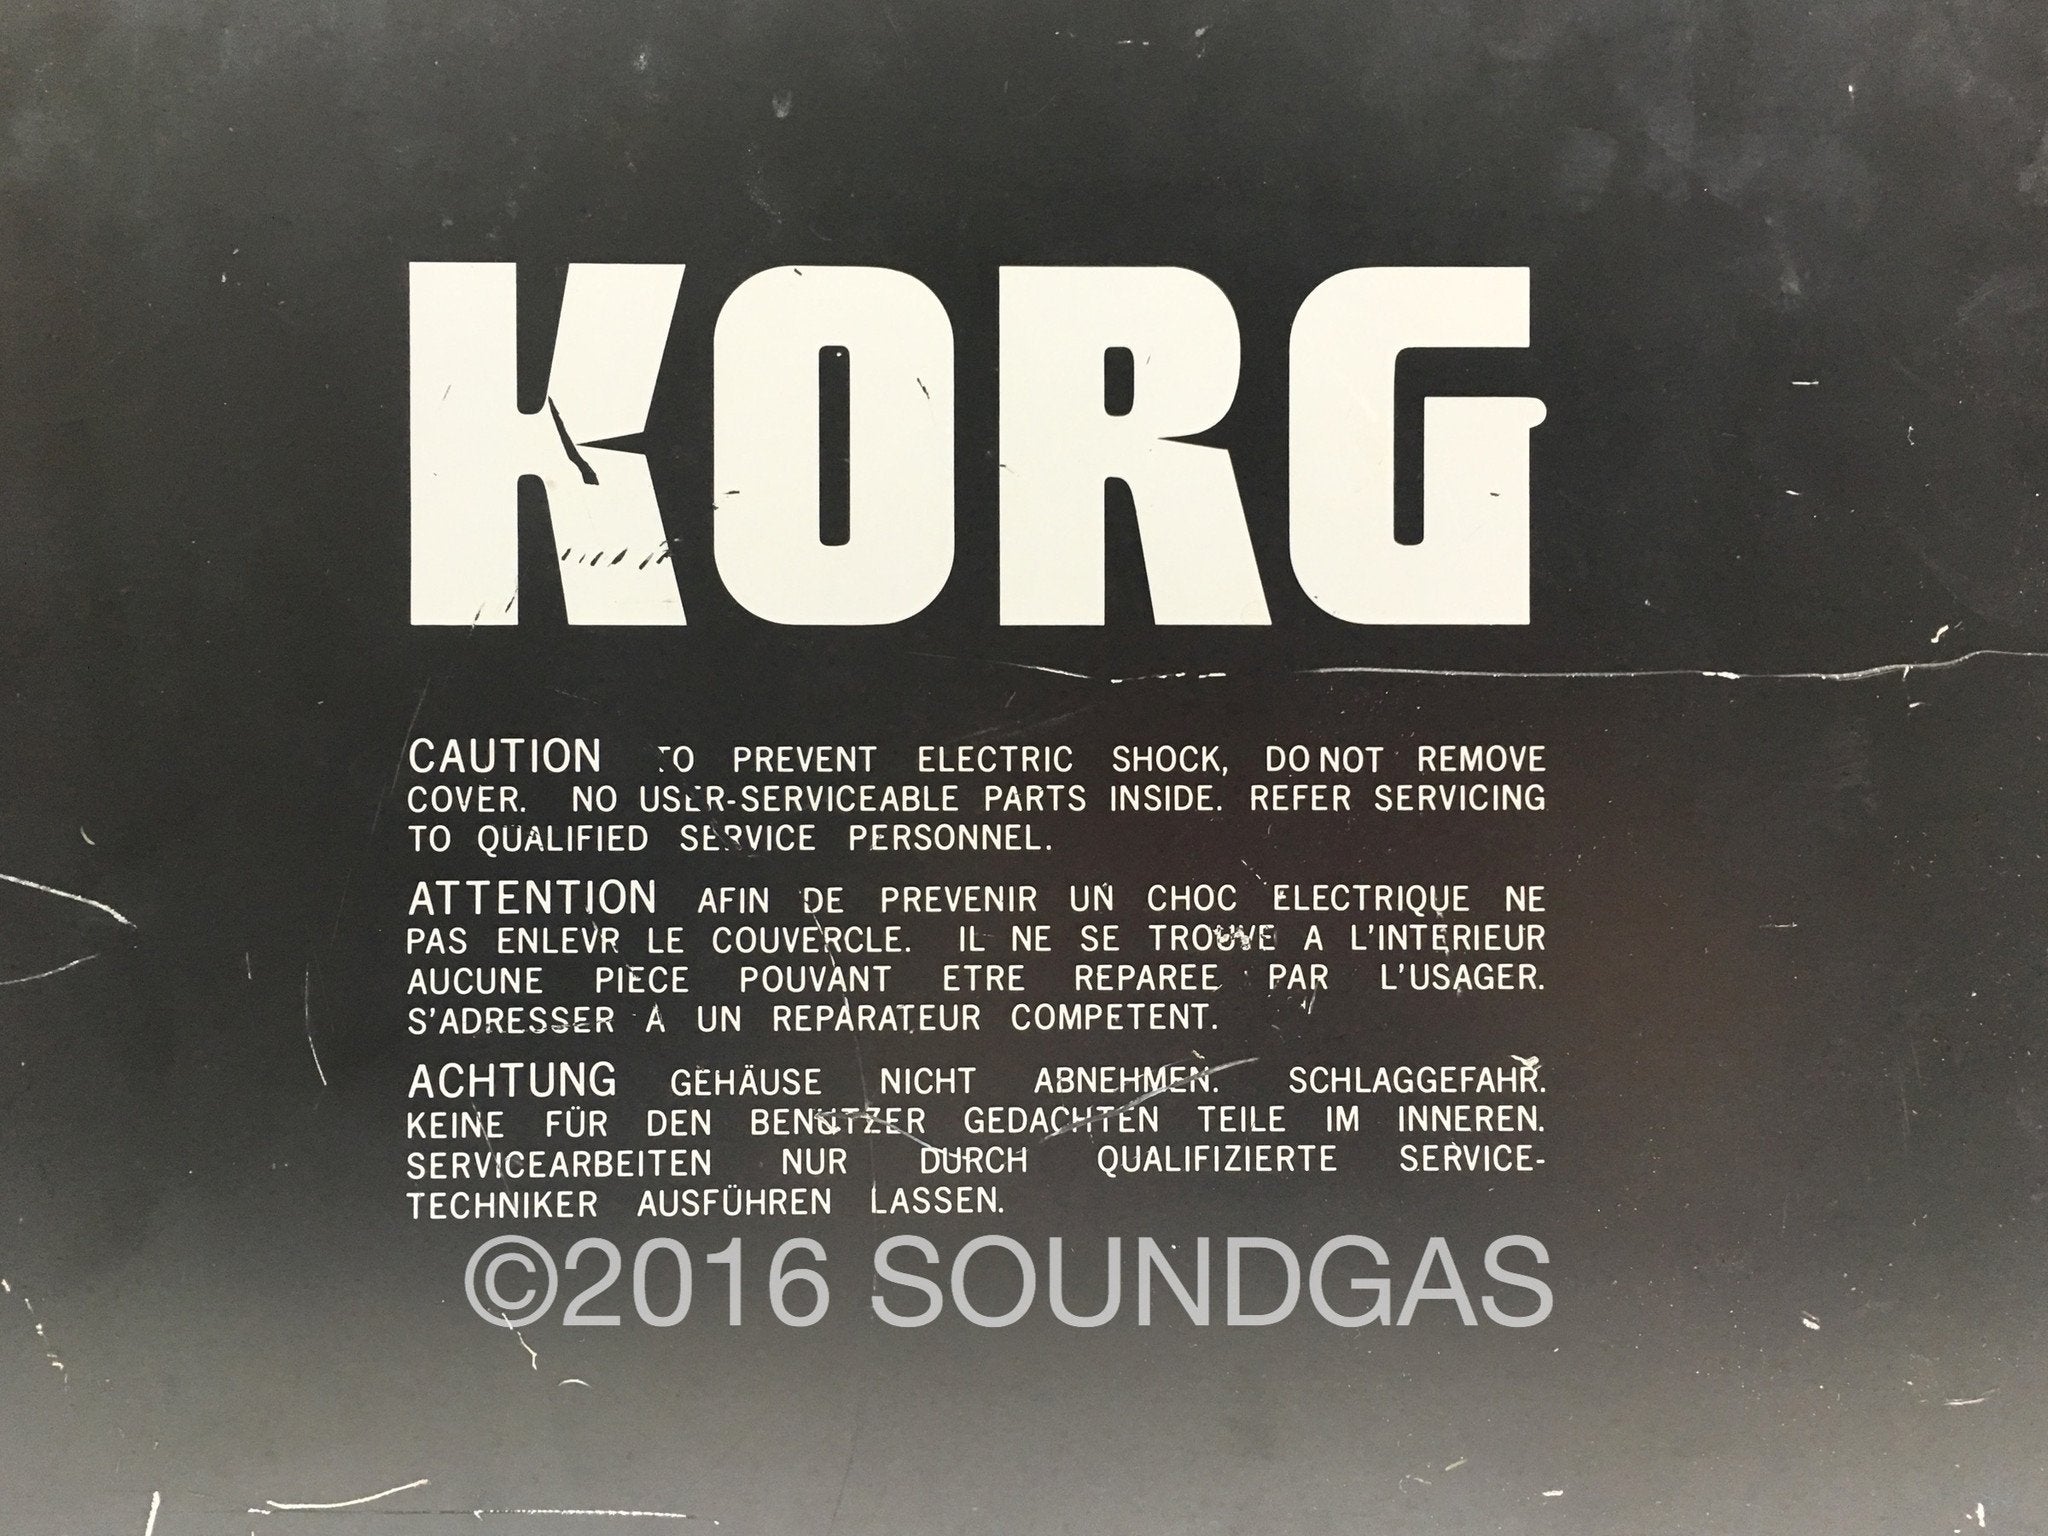 KORG
CAUTION TO PREVENT ELECTRIC SHOCK, DO NOT REMOVE
COVER. NO USER-SERVICEABLE PARTS INSIDE. REFER SERVICING
TO QUALIFIED SERVICE PERSONNEL.
ATTENTION AFIN DE PREVENIR UN CHOC ELECTRIQUE NE
PAS ENLEVR LE COUVERCLE. IL NE SE TROUVE A L'INTERIEUR
AUCUNE PIECE POUVANT ETRE REPAREE PAR L'USAGER.
S'ADRESSER A UN REPARATEUR COMPETENT.
ACHTUNG GEHÄUSE NICHT ABNEHMEN. SCHLAGGEFAHR.
KEINE FÜR DEN BENUTZER GEDACHTEN TEILE IM INNEREN.
SERVICEARBEITEN NUR DURCH QUALIFIZIERTE SERVICE-
TECHNIKER AUSFÜHREN LASSEN.
©2016 SOUNDGAS